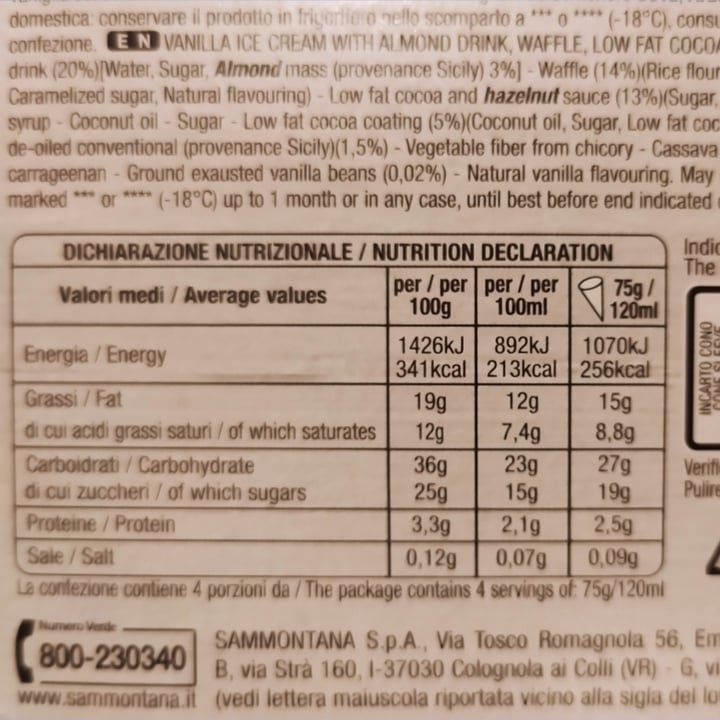 domestica: conservare il prodotto in frigorifero nello scomparto a *** o **** (-18°C), consu
confezione. EN VANILLA ICE CREAM WITH ALMOND DRINK, WAFFLE, LOW FAT COCOA
drink (20%)[Water, Sugar, Almond mass (provenance Sicily) 3%] - Waffle (14%)(Rice flour
Caramelized sugar, Natural flavouring) - Low fat cocoa and hazelnut sauce (13%)(Sugar,
syrup - Coconut oil - Sugar - Low fat cocoa coating (5%)(Coconut oil, Sugar, Low fat coc
de-oiled conventional (provenance Sicily)(1,5%) - Vegetable fiber from chicory - Cassava
carrageenan - Ground exausted vanilla beans (0,02%) - Natural vanilla flavouring. May
marked *** or **** (-18°C) up to 1 month or in any case, until best before end indicated
DICHIARAZIONE NUTRIZIONALE / NUTRITION DECLARATION
Valori medi / Average values per / per 100g per / per 100ml 75g / 120ml
Energia / Energy 1426kJ 341kcal 892kJ 213kcal 1070kJ 256kcal
Grassi / Fat 19g 12g 15g
di cui acidi grassi saturi / of which saturates 12g 7,4g 8,8g
Carboidrati / Carbohydrate 36g 23g 27g
di cui zuccheri / of which sugars 25g 15g 19g
Proteine / Protein 3,3g 2,1g 2,5g
Sale / Salt 0,12g 0,07g 0,09g
La confezione contiene 4 porzioni da / The package contains 4 servings of: 75g/120ml
Indic
The
INCARTO CONO
Verifi
Pulire
Numero Verde
800-230340
www.sammontana.it
SAMMONTANA S.p.A., Via Tosco Romagnola 56, Em
B, via Strà 160, I-37030 Colognola ai Colli (VR) - G, vi
(vedi lettera maiuscola riportata vicino alla sigla del lo